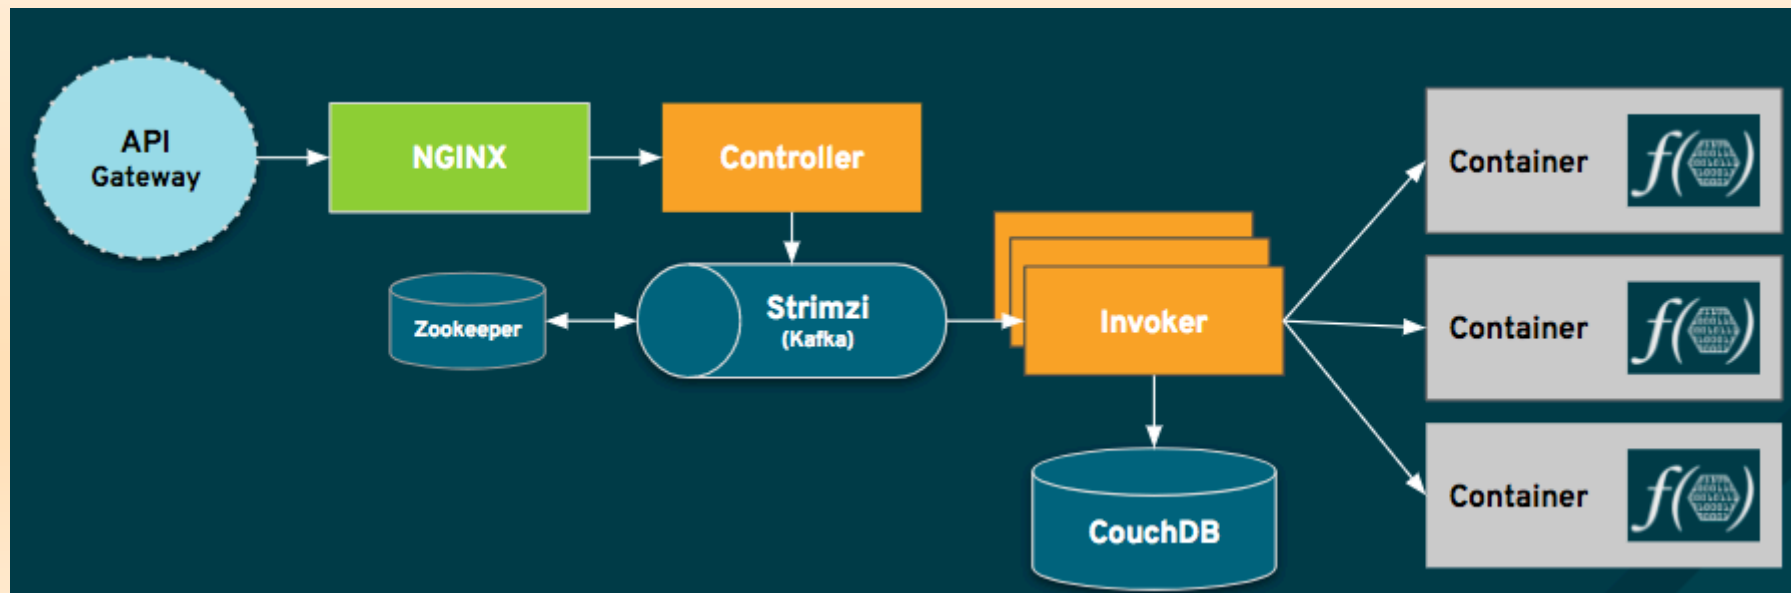 API
Gateway
NGINX
Controller
Zookeeper
Strimzi
(Kafka)
Invoker
CouchDB
Container
f( )
Container
f( )
Container
f( )